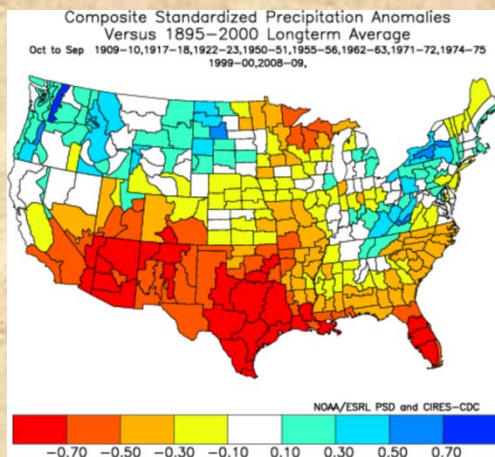 Composite Standardized Precipitation Anomalies
Versus 1895-2000 Longterm Average
Oct to Sep 1909-10,1917-18,1922-23,1950-51,1955-56,1962-63,1971-72,1974-75
1999-00,2008-09,
NOAA/ESRL PSD and CIRES-CDC
-0.70 -0.50 -0.30 -0.10 0.10 0.30 0.50 0.70